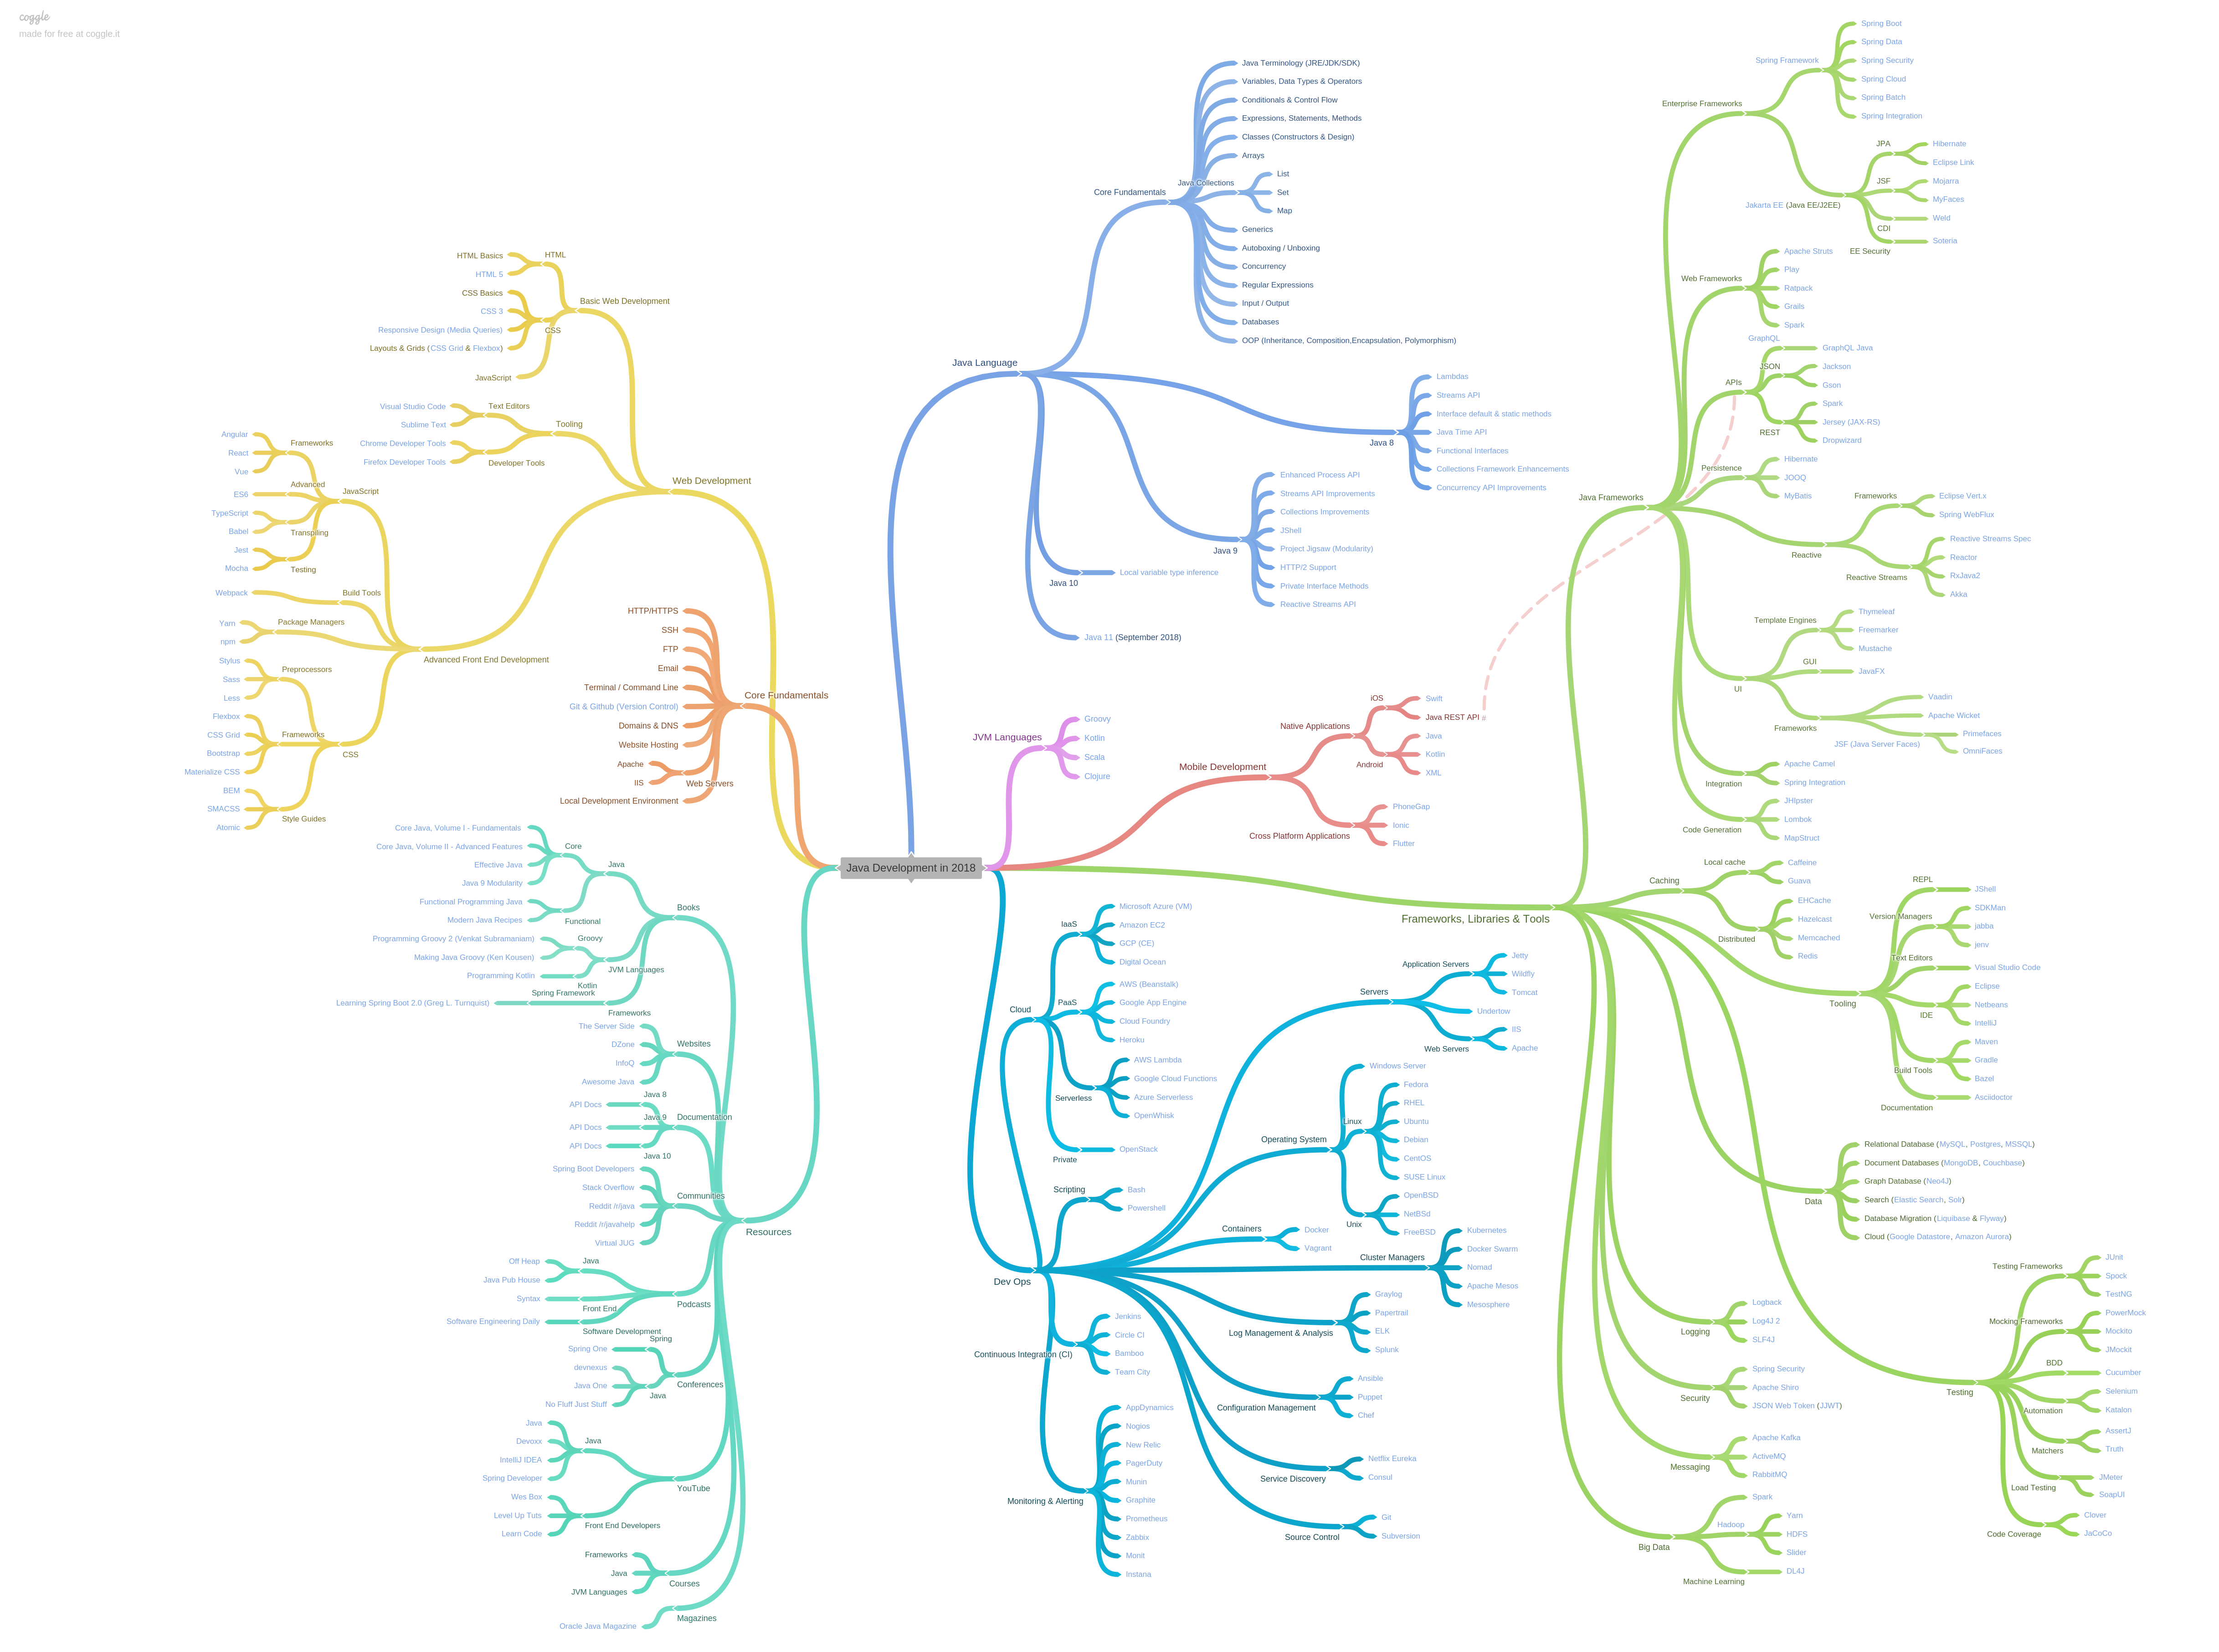 coggle
made for free at coggle.it
Java Development in 2018
Java Language
Core Fundamentals
Java Terminology (JRE/JDK/SDK)
Variables, Data Types & Operators
Conditionals & Control Flow
Expressions, Statements, Methods
Classes (Constructors & Design)
Arrays
Java Collections
List
Set
Map
Generics
Autoboxing / Unboxing
Concurrency
Regular Expressions
Input / Output
Databases
OOP (Inheritance, Composition,Encapsulation, Polymorphism)
Java 8
Lambdas
Streams API
Interface default & static methods
Java Time API
Functional Interfaces
Collections Framework Enhancements
Concurrency API Improvements
Java 9
Enhanced Process API
Streams API Improvements
Collections Improvements
JShell
Project Jigsaw (Modularity)
HTTP/2 Support
Private Interface Methods
Reactive Streams API
Java 10
Local variable type inference
Java 11 (September 2018)
JVM Languages
Groovy
Kotlin
Scala
Clojure
Mobile Development
Native Applications
iOS
Swift
Java REST API
Android
Java
Kotlin
XML
Cross Platform Applications
PhoneGap
Ionic
Flutter
Frameworks, Libraries & Tools
Java Frameworks
Enterprise Frameworks
Spring Framework
Spring Boot
Spring Data
Spring Security
Spring Cloud
Spring Batch
Spring Integration
Jakarta EE (Java EE/J2EE)
JPA
Hibernate
Eclipse Link
JSF
Mojarra
MyFaces
CDI
Weld
EE Security
Soteria
Web Frameworks
Apache Struts
Play
Ratpack
Grails
Spark
APIs
GraphQL
GraphQL Java
JSON
Jackson
Gson
REST
Spark
Jersey (JAX-RS)
Dropwizard
Persistence
Hibernate
JOOQ
MyBatis
Reactive
Frameworks
Eclipse Vert.x
Spring WebFlux
Reactive Streams
Reactive Streams Spec
Reactor
RxJava2
Akka
UI
Template Engines
Thymeleaf
Freemarker
Mustache
GUI
JavaFX
Frameworks
Vaadin
Apache Wicket
JSF (Java Server Faces)
Primefaces
OmniFaces
Integration
Apache Camel
Spring Integration
Code Generation
JHipster
Lombok
MapStruct
Caching
Local cache
Caffeine
Guava
Distributed
EHCache
Hazelcast
Memcached
Redis
Tooling
REPL
JShell
Version Managers
SDKMan
jabba
jenv
Text Editors
Visual Studio Code
IDE
Eclipse
Netbeans
IntelliJ
Build Tools
Maven
Gradle
Bazel
Documentation
Asciidoctor
Data
Relational Database (MySQL, Postgres, MSSQL)
Document Databases (MongoDB, Couchbase)
Graph Database (Neo4J)
Search (Elastic Search, Solr)
Database Migration (Liquibase & Flyway)
Cloud (Google Datastore, Amazon Aurora)
Testing
Testing Frameworks
JUnit
Spock
TestNG
Mocking Frameworks
PowerMock
Mockito
JMockit
BDD
Cucumber
Automation
Selenium
Katalon
Matchers
AssertJ
Truth
Load Testing
JMeter
SoapUI
Code Coverage
Clover
JaCoCo
Logging
Logback
Log4J 2
SLF4J
Security
Spring Security
Apache Shiro
JSON Web Token (JJWT)
Messaging
Apache Kafka
ActiveMQ
RabbitMQ
Big Data
Spark
Hadoop
Yarn
HDFS
Slider
Machine Learning
DL4J
Dev Ops
Cloud
IaaS
Microsoft Azure (VM)
Amazon EC2
GCP (CE)
Digital Ocean
PaaS
AWS (Beanstalk)
Google App Engine
Cloud Foundry
Heroku
Serverless
AWS Lambda
Google Cloud Functions
Azure Serverless
OpenWhisk
Private
OpenStack
Scripting
Bash
Powershell
Servers
Application Servers
Jetty
Wildfly
Tomcat
Undertow
Web Servers
IIS
Apache
Operating System
Windows Server
Linux
Fedora
RHEL
Ubuntu
Debian
CentOS
SUSE Linux
Unix
OpenBSD
NetBSd
FreeBSD
Containers
Docker
Vagrant
Cluster Managers
Kubernetes
Docker Swarm
Nomad
Apache Mesos
Mesosphere
Log Management & Analysis
Graylog
Papertrail
ELK
Splunk
Configuration Management
Ansible
Puppet
Chef
Service Discovery
Netflix Eureka
Consul
Source Control
Git
Subversion
Continuous Integration (CI)
Jenkins
Circle CI
Bamboo
Team City
Monitoring & Alerting
AppDynamics
Nogios
New Relic
PagerDuty
Munin
Graphite
Prometheus
Zabbix
Monit
Instana
Web Development
Basic Web Development
HTML
HTML Basics
HTML 5
CSS
CSS Basics
CSS 3
Responsive Design (Media Queries)
Layouts & Grids (CSS Grid & Flexbox)
JavaScript
Tooling
Text Editors
Visual Studio Code
Sublime Text
Developer Tools
Chrome Developer Tools
Firefox Developer Tools
Advanced Front End Development
JavaScript
Frameworks
Angular
React
Vue
Advanced
ES6
Transpiling
TypeScript
Babel
Testing
Jest
Mocha
Build Tools
Webpack
Package Managers
Yarn
npm
CSS
Preprocessors
Stylus
Sass
Less
Frameworks
Flexbox
CSS Grid
Bootstrap
Materialize CSS
Style Guides
BEM
SMACSS
Atomic
Core Fundamentals
HTTP/HTTPS
SSH
FTP
Email
Terminal / Command Line
Git & Github (Version Control)
Domains & DNS
Website Hosting
Web Servers
Apache
IIS
Local Development Environment
Resources
Books
Java
Core
Core Java, Volume I - Fundamentals
Core Java, Volume II - Advanced Features
Effective Java
Java 9 Modularity
Functional
Functional Programming Java
Modern Java Recipes
JVM Languages
Groovy
Programming Groovy 2 (Venkat Subramaniam)
Making Java Groovy (Ken Kousen)
Kotlin
Programming Kotlin
Frameworks
Spring Framework
Learning Spring Boot 2.0 (Greg L. Turnquist)
Websites
The Server Side
DZone
InfoQ
Awesome Java
Documentation
Java 8
API Docs
Java 9
API Docs
Java 10
API Docs
Communities
Spring Boot Developers
Stack Overflow
Reddit /r/java
Reddit /r/javahelp
Virtual JUG
Podcasts
Java
Off Heap
Java Pub House
Front End
Syntax
Software Development
Software Engineering Daily
Conferences
Spring
Spring One
Java
devnexus
Java One
No Fluff Just Stuff
YouTube
Java
Java
Devoxx
IntelliJ IDEA
Spring Developer
Front End Developers
Wes Box
Level Up Tuts
Learn Code
Courses
Frameworks
Java
JVM Languages
Magazines
Oracle Java Magazine